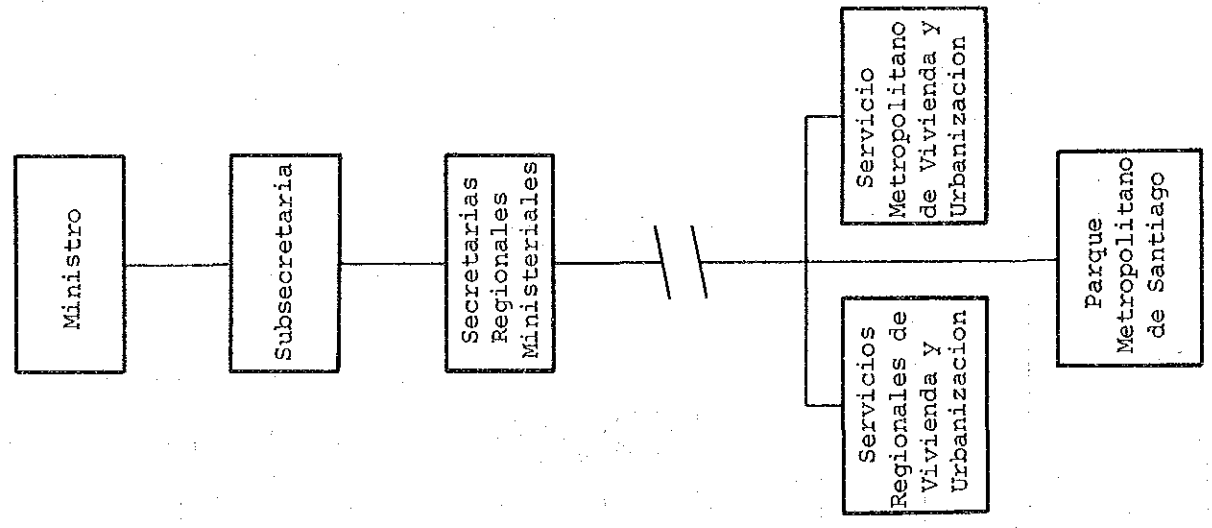 Ministro
Subsecretaria
Secretarias
Regionales
Ministeriales
Servicios
Regionales de
Vivienda y
Urbanizacion
Servicio
Metropolitano
de Vivienda y
Urbanizacion
Parque
Metropolitano
de Santiago